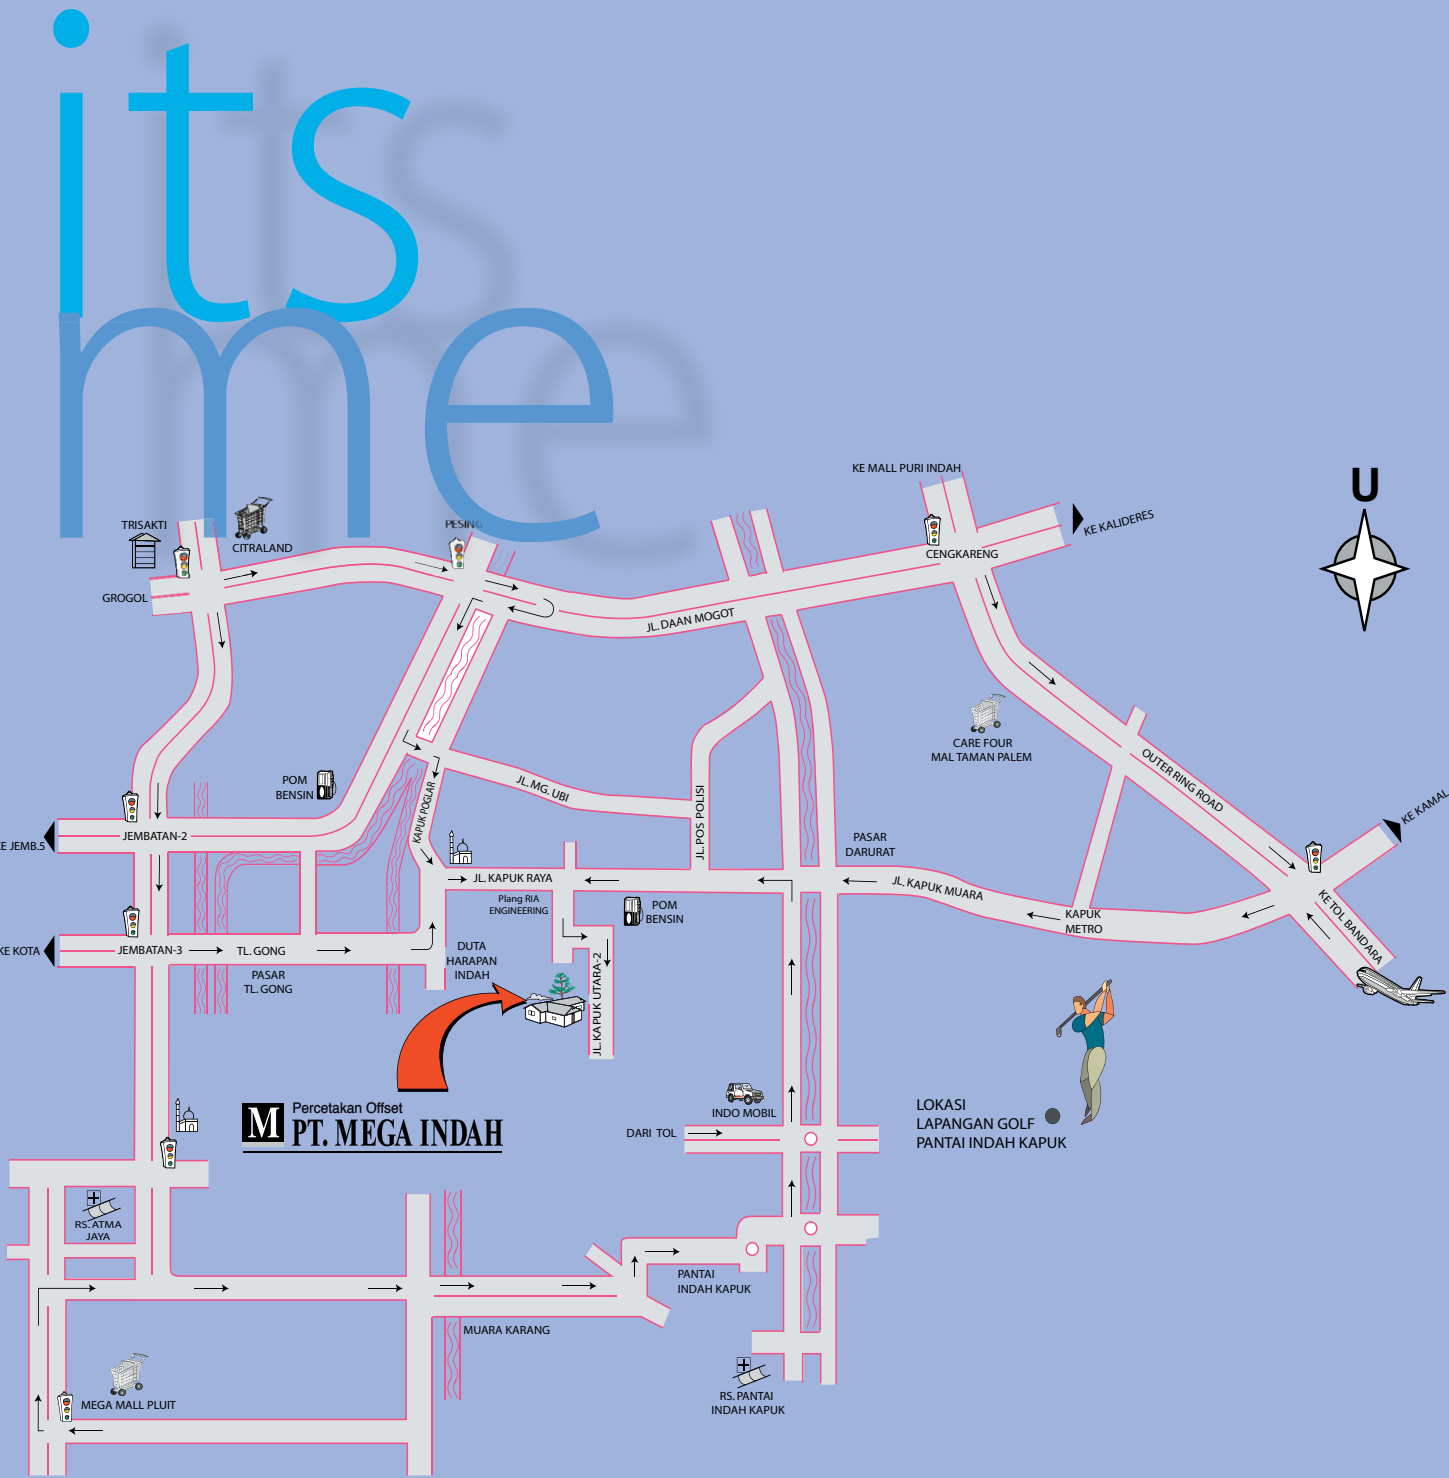 its
me
KE MALL PURI INDAH
U
TRISAKTI
CITRALAND
PESING
KE KALIDERES
CENGKARENG
GROGOL
JL. DAAN MOGOT
CARE FOUR
MAL TAMAN PALEM
OUTER RING ROAD
POM
BENSIN
JL. MG. UBI
KAPUK POGLAR
JL. POS POLISI
KE KAMAL
KE JEMB.5
JEMBATAN-2
PASAR
DARURAT
JL. KAPUK RAYA
JL. KAPUK MUARA
Plang RIA
ENGINEERING
POM
BENSIN
KAPUK
METRO
KE TOL BANDARA
KE KOTA
JEMBATAN-3
TL. GONG
PASAR
TL. GONG
DUTA
HARAPAN
INDAH
JL. KAPUK UTARA-2
M
Percetakan Offset
PT. MEGA INDAH
INDO MOBIL
DARI TOL
LOKASI
LAPANGAN GOLF
PANTAI INDAH KAPUK
RS. ATMA
JAYA
PANTAI
INDAH KAPUK
MUARA KARANG
MEGA MALL PLUIT
RS. PANTAI
INDAH KAPUK